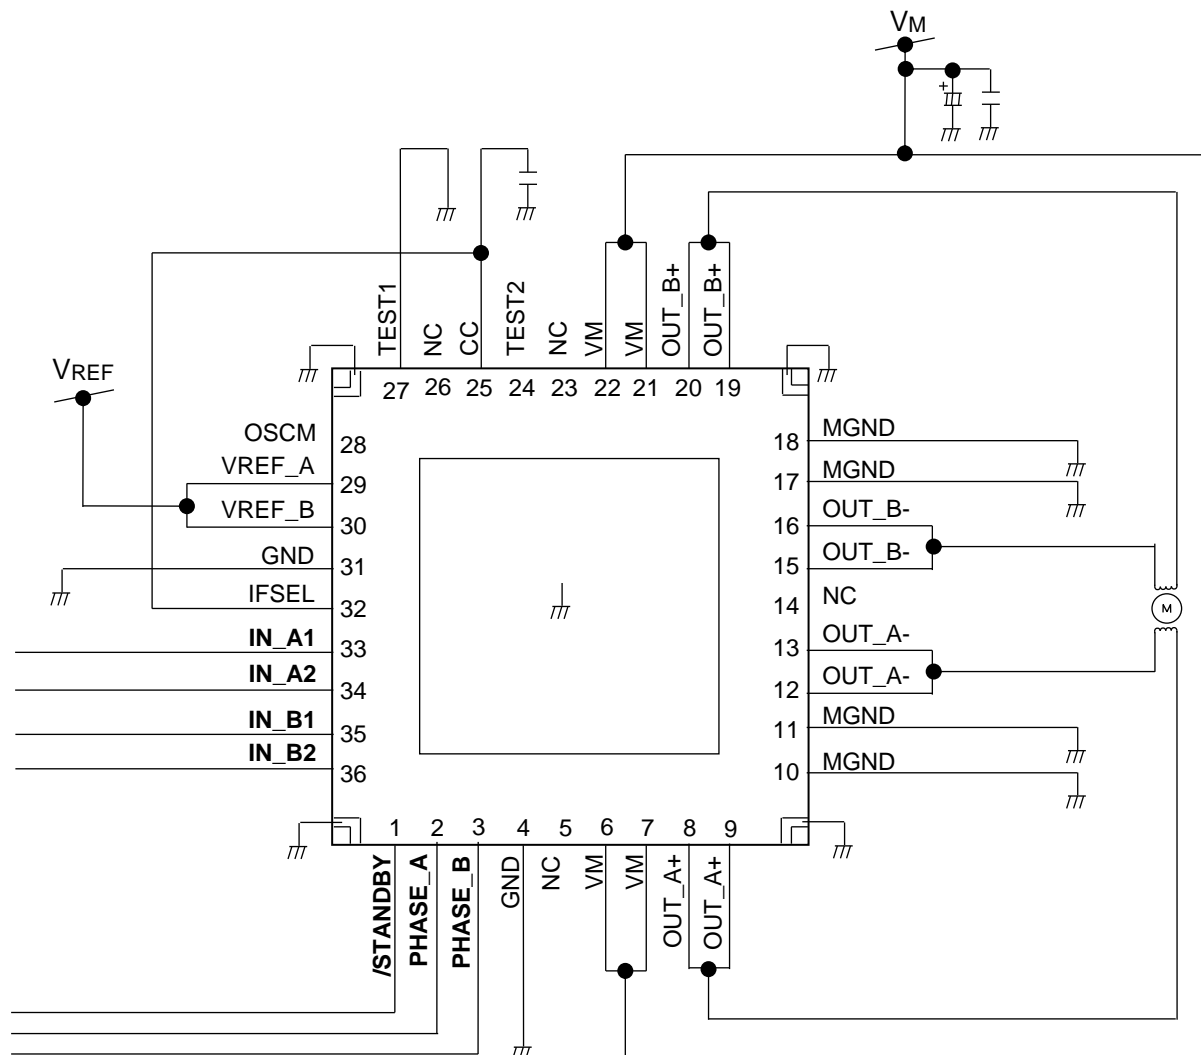 VM
+
TEST1
NC
CC
TEST2
NC
VM
VM
OUT_B+
OUT_B+
27
26
25
24
23
22
21
20
19
VREF
OSCM
28
VREF_A
29
VREF_B
30
GND
31
IFSEL
32
IN_A1
33
IN_A2
34
IN_B1
35
IN_B2
36
18
MGND
17
MGND
16
OUT_B-
15
OUT_B-
14
NC
13
OUT_A-
12
OUT_A-
11
MGND
10
MGND
M
1
2
3
4
5
6
7
8
9
/STANDBY
PHASE_A
PHASE_B
GND
NC
VM
VM
OUT_A+
OUT_A+